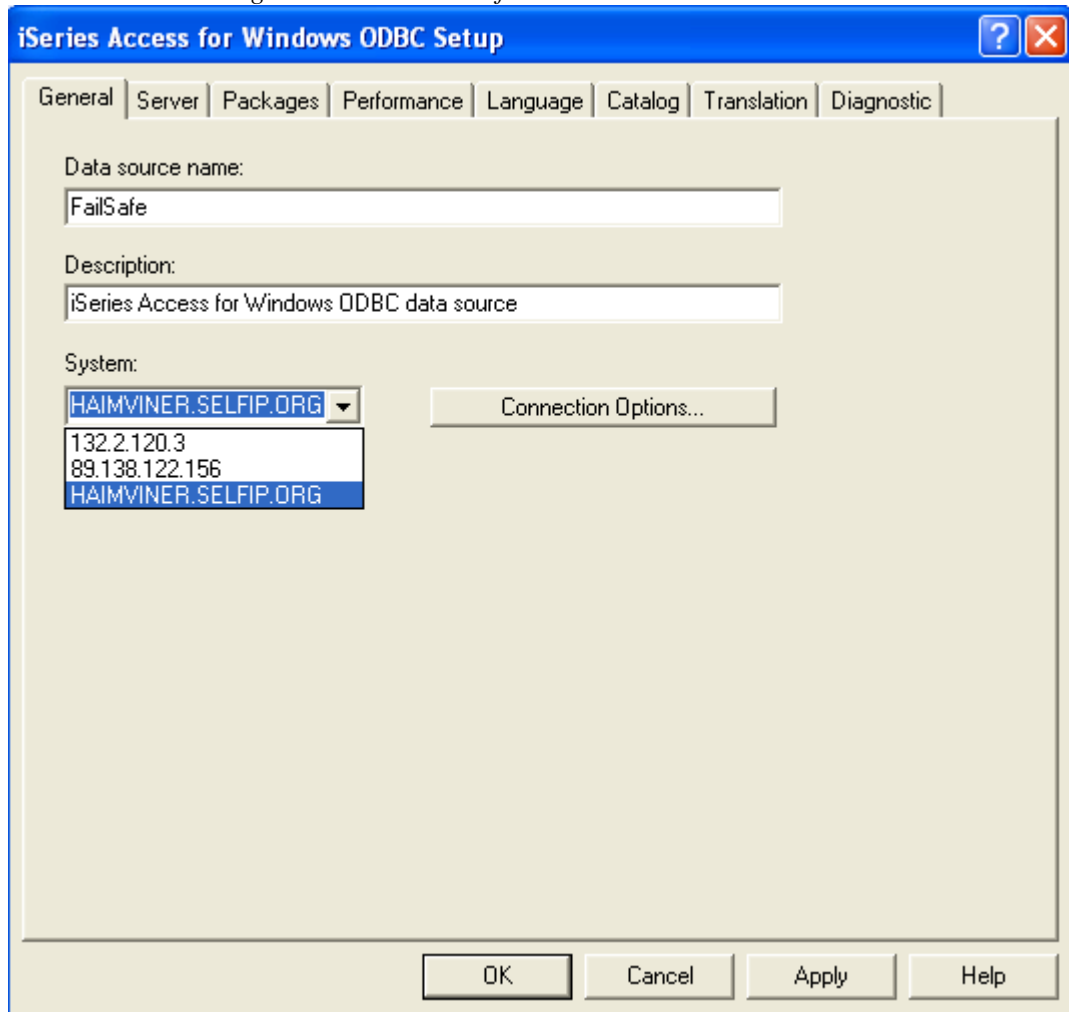 iSeries Access for Windows ODBC Setup
General Server Packages Performance Language Catalog Translation Diagnostic
Data source name:
FailSafe
Description:
iSeries Access for Windows ODBC data source
System:
HAIMVINER.SELFIP.ORG Connection Options...
132.2.120.3
89.138.122.156
HAIMVINER.SELFIP.ORG
OK Cancel Apply Help